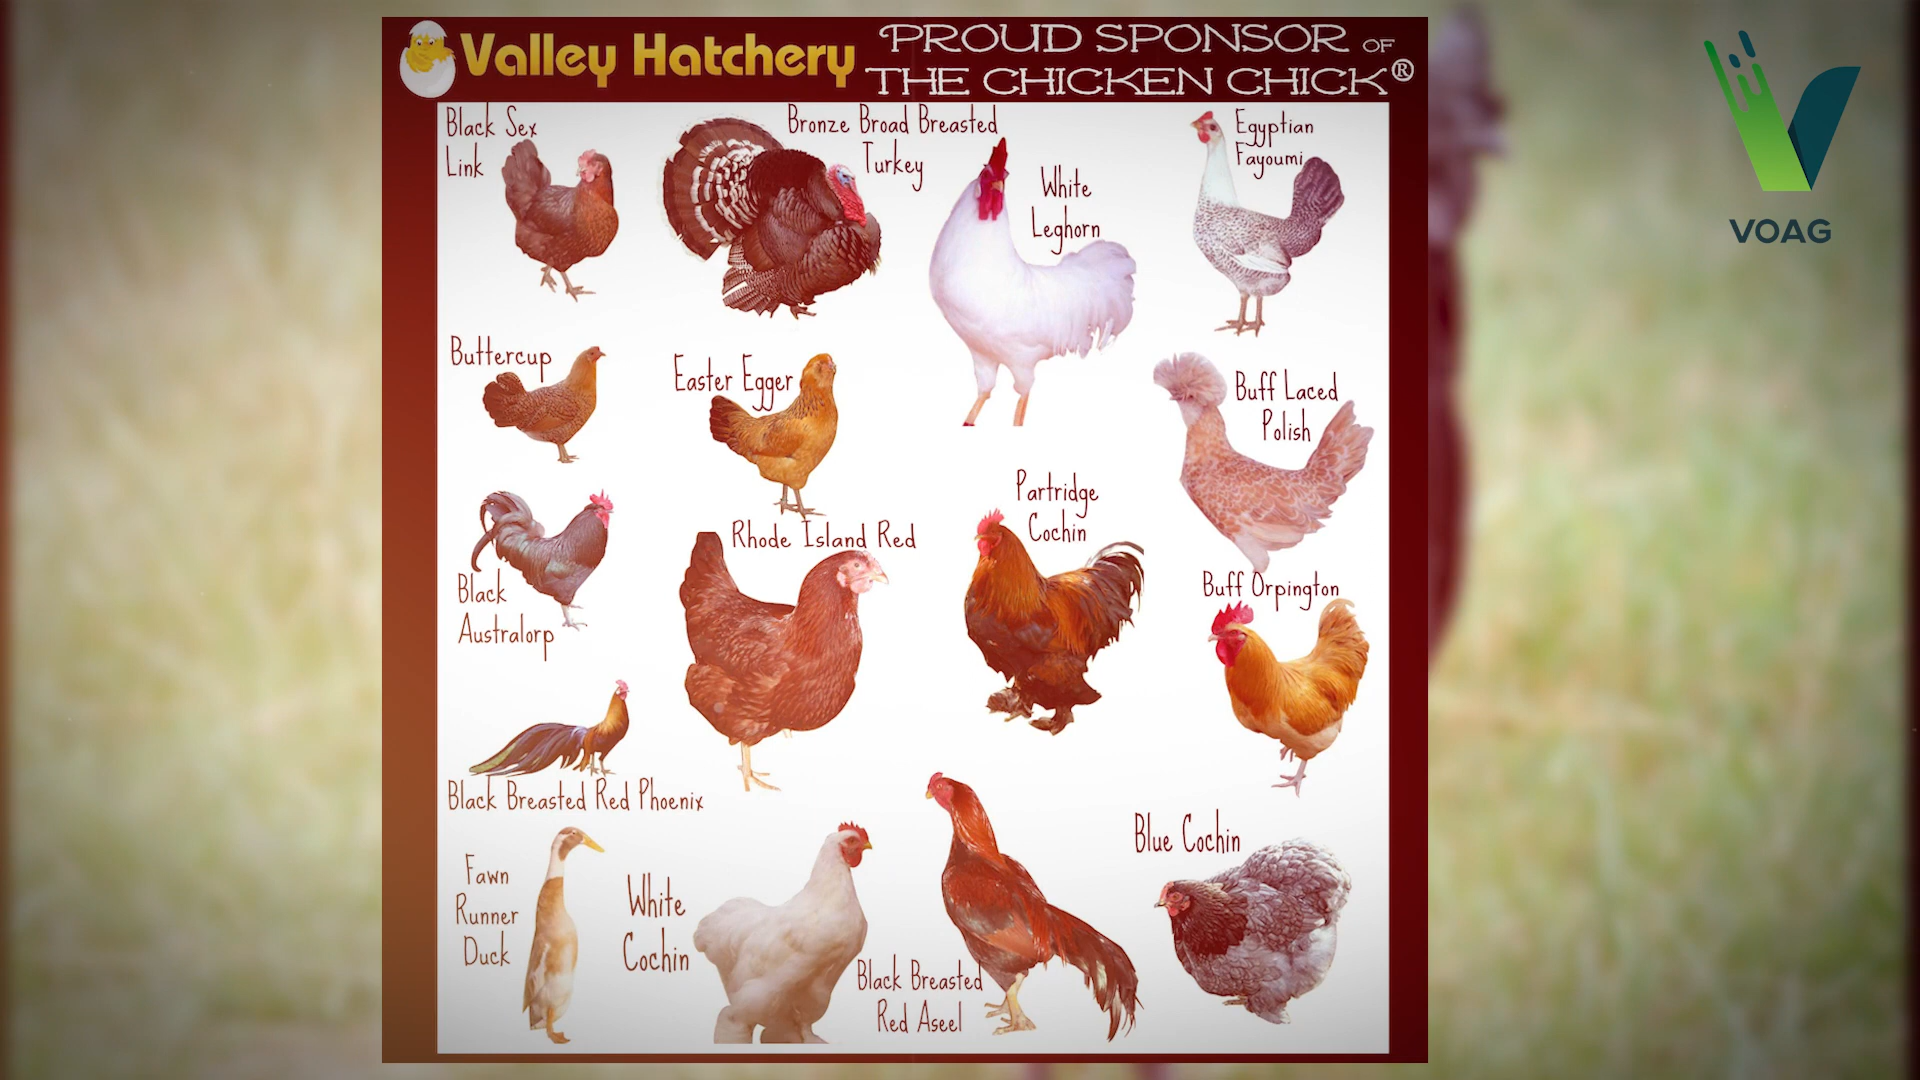 Valley Hatchery
PROUD SPONSOR OF
THE CHICKEN CHICK®
VOAG
Black Sex
Link
Bronze Broad Breasted
Turkey
White
Leghorn
Egyptian
Fayoumi
Buttercup
Easter Egger
Buff Laced
Polish
Black
Australorp
Rhode Island Red
Partridge
Cochin
Buff Orpington
Black Breasted Red Phoenix
Fawn
Runner
Duck
White
Cochin
Black Breasted
Red Aseel
Blue Cochin